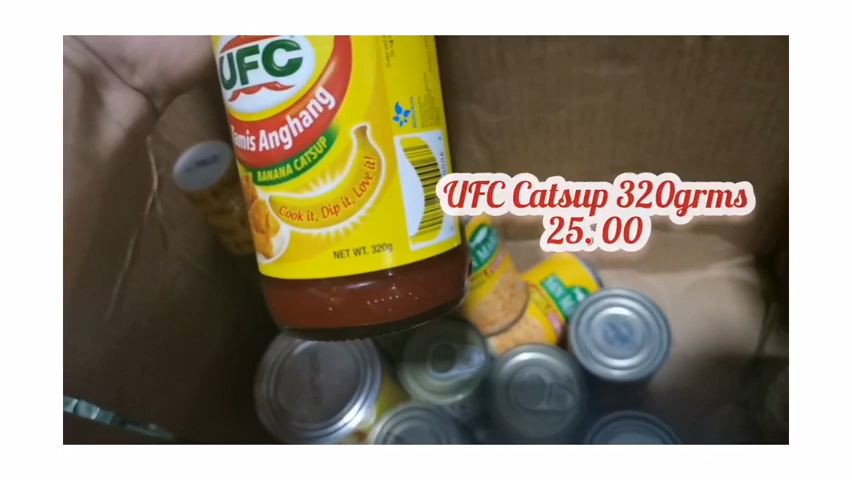 UFC
Tamis Anghang
BANANA CATSUP
Cook it, Dip it, Love it!
NET WT. 320g
UFC Catsup 320grms
25. 00